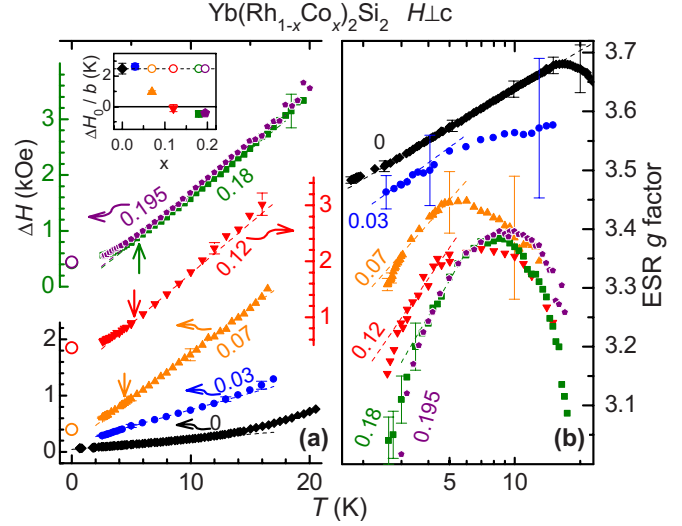 Yb(Rh1-xCox)2Si2 H⊥c
ΔH0 / b (K)
4
2
0
0.0 0.1 0.2
x
ΔH (kOe)
3
2
1
0
0.195
0.18
3
2
1
0.12
2
0
0.07
0.03
0
(a)
0 10 20
T (K)
0
0.03
0.07
0.12
0.18
0.195
(b)
5 10
T (K)
3.7
3.6
3.5
3.4
3.3
3.2
3.1
ESR g factor